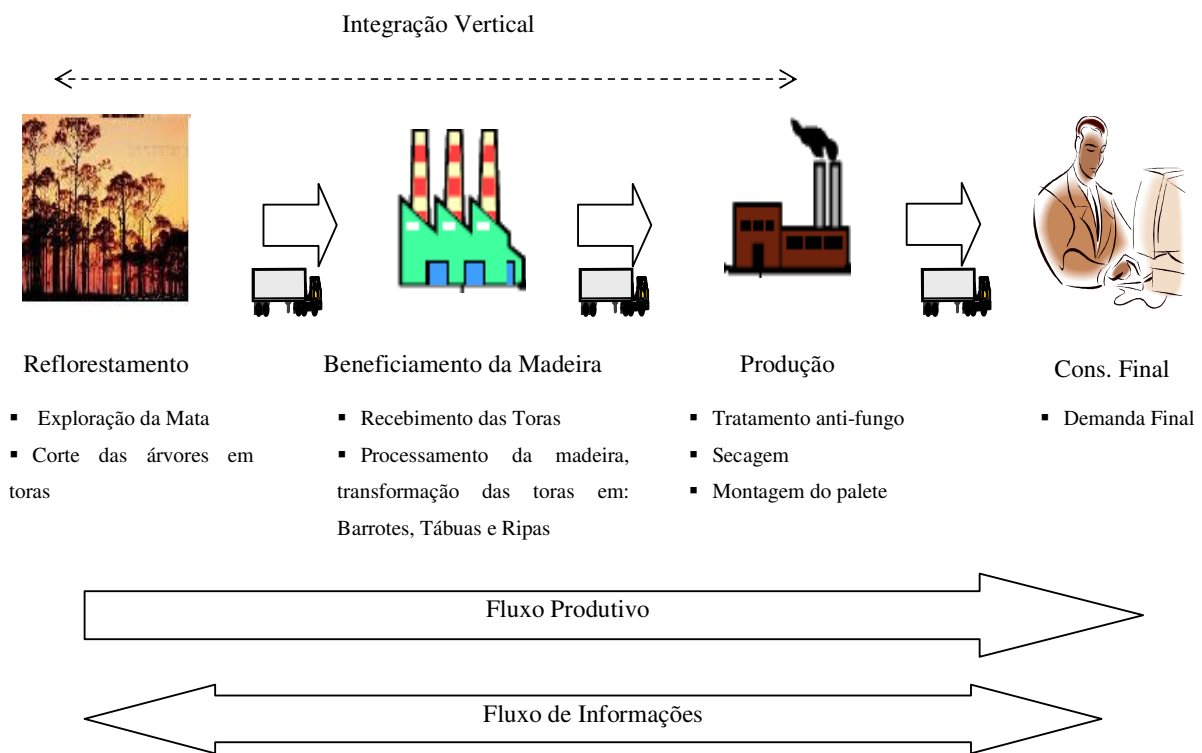 Integração Vertical
Reflorestamento
▪ Exploração da Mata
▪ Corte das árvores em
toras
Beneficiamento da Madeira
▪ Recebimento das Toras
▪ Processamento da madeira,
transformação das toras em:
Barrotes, Tábuas e Ripas
Produção
▪ Tratamento anti-fungo
▪ Secagem
▪ Montagem do palete
Cons. Final
▪ Demanda Final
Fluxo Produtivo
Fluxo de Informações